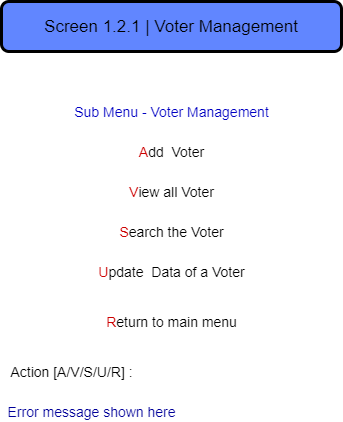 Screen 1.2.1 | Voter Management
Sub Menu - Voter Management
Add  Voter
View all Voter
Search the Voter
Update  Data of a Voter
Return to main menu
Action [A/V/S/U/R] :
Error message shown here